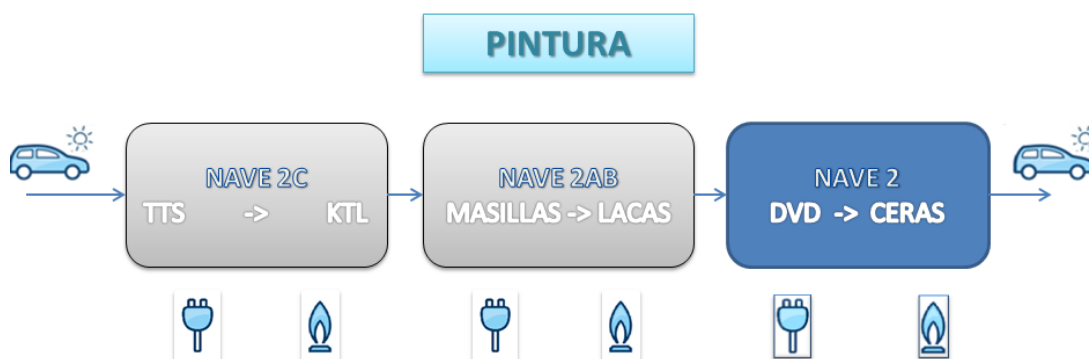 PINTURA
NAVE 2C
TTS -> KTL
NAVE 2AB
MASILLAS -> LACAS
NAVE 2
DVD -> CERAS